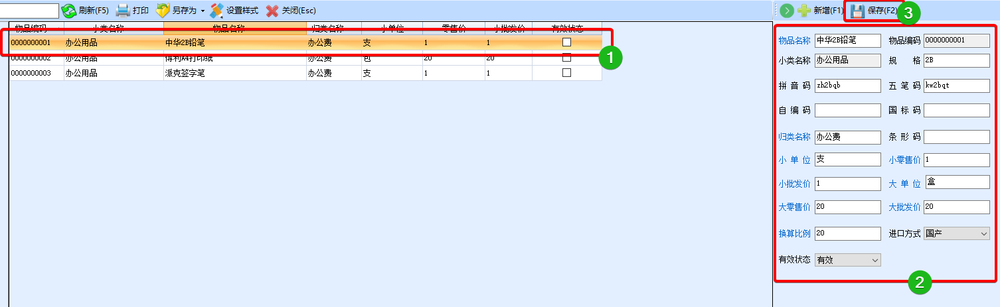 刷新(F5) 打印 另存为 设置样式 关闭(Esc) 新增(F1) 保存(F2) 3
物品编码 小类名称 物品名称 归类名称 小单位 零售价 小批发价 有效状态
0000000001 办公用品 中华2B铅笔 办公费 支 1 1
1
0000000002 办公用品 得利A4打印纸 办公费 包 20 20
0000000003 办公用品 派克签字笔 办公费 支 1 1
物品名称 中华2B铅笔 物品编码 0000000001
小类名称 办公用品 规 格 2B
拼 音 码 zh2bqb 五 笔 码 kw2bqt
自 编 码 国 标 码
归类名称 办公费 条 形 码
小 单 位 支 小零售价 1
小批发价 1 大 单 位 盒
大零售价 20 大批发价 20
换算比例 20 进口方式 国产
有效状态 有效
2